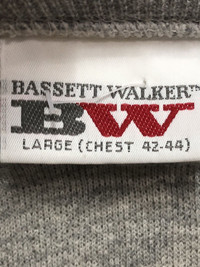 BASSETT WALKER™
BW
LARGE (CHEST 42-44)